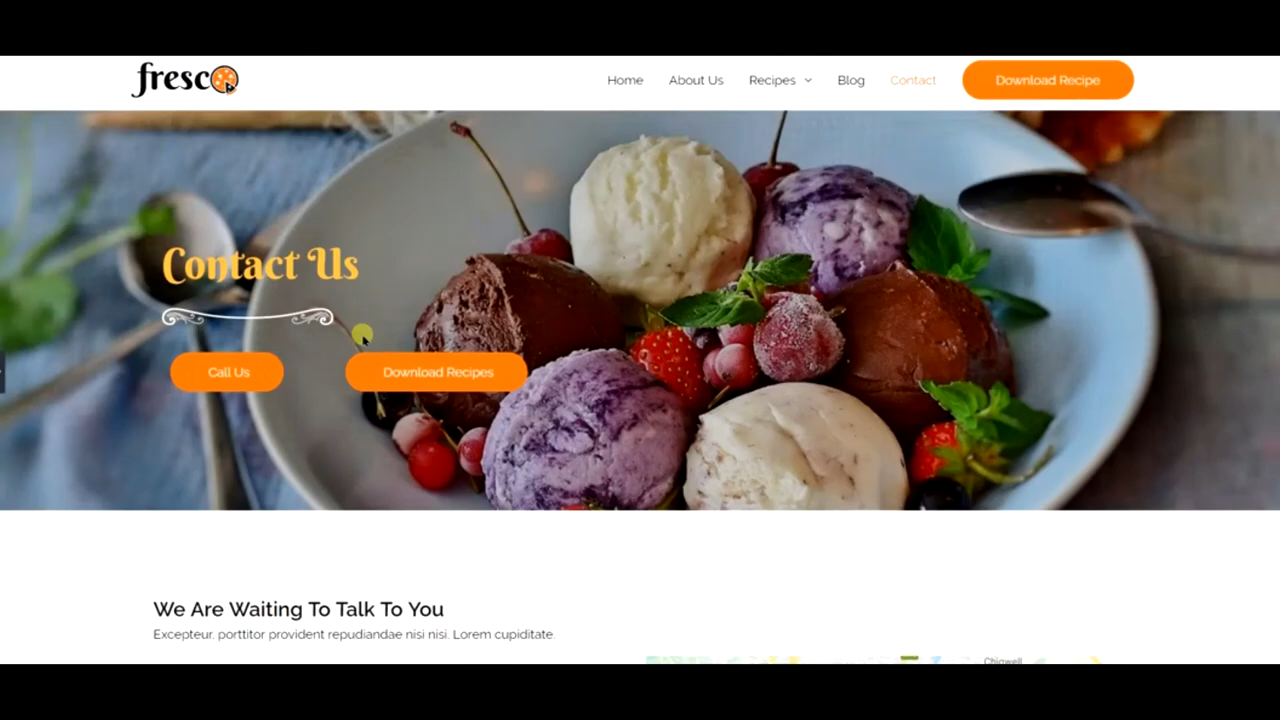 fresco
Home About Us Recipes Blog Contact Download Recipe
Contact Us
Call Us Download Recipes
We Are Waiting To Talk To You
Excepteur. porttitor provident repudiandae nisi nisi. Lorem cupiditate.
Chigwell